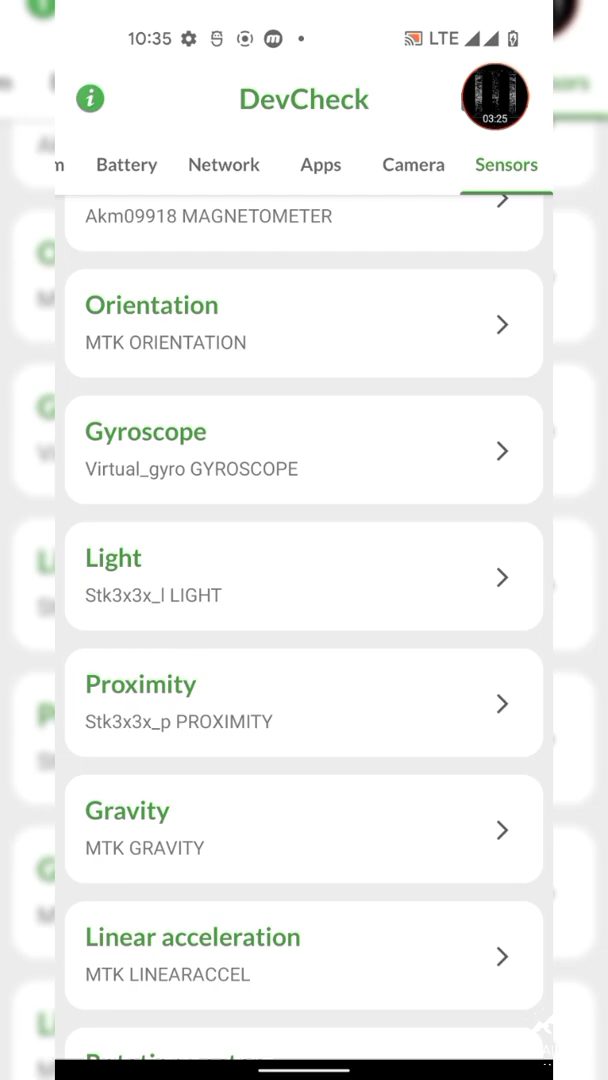 10:35 LTE
DevCheck
03:25
Battery Network Apps Camera Sensors
Akm09918 MAGNETOMETER
Orientation
MTK ORIENTATION
Gyroscope
Virtual_gyro GYROSCOPE
Light
Stk3x3x_l LIGHT
Proximity
Stk3x3x_p PROXIMITY
Gravity
MTK GRAVITY
Linear acceleration
MTK LINEARACCEL